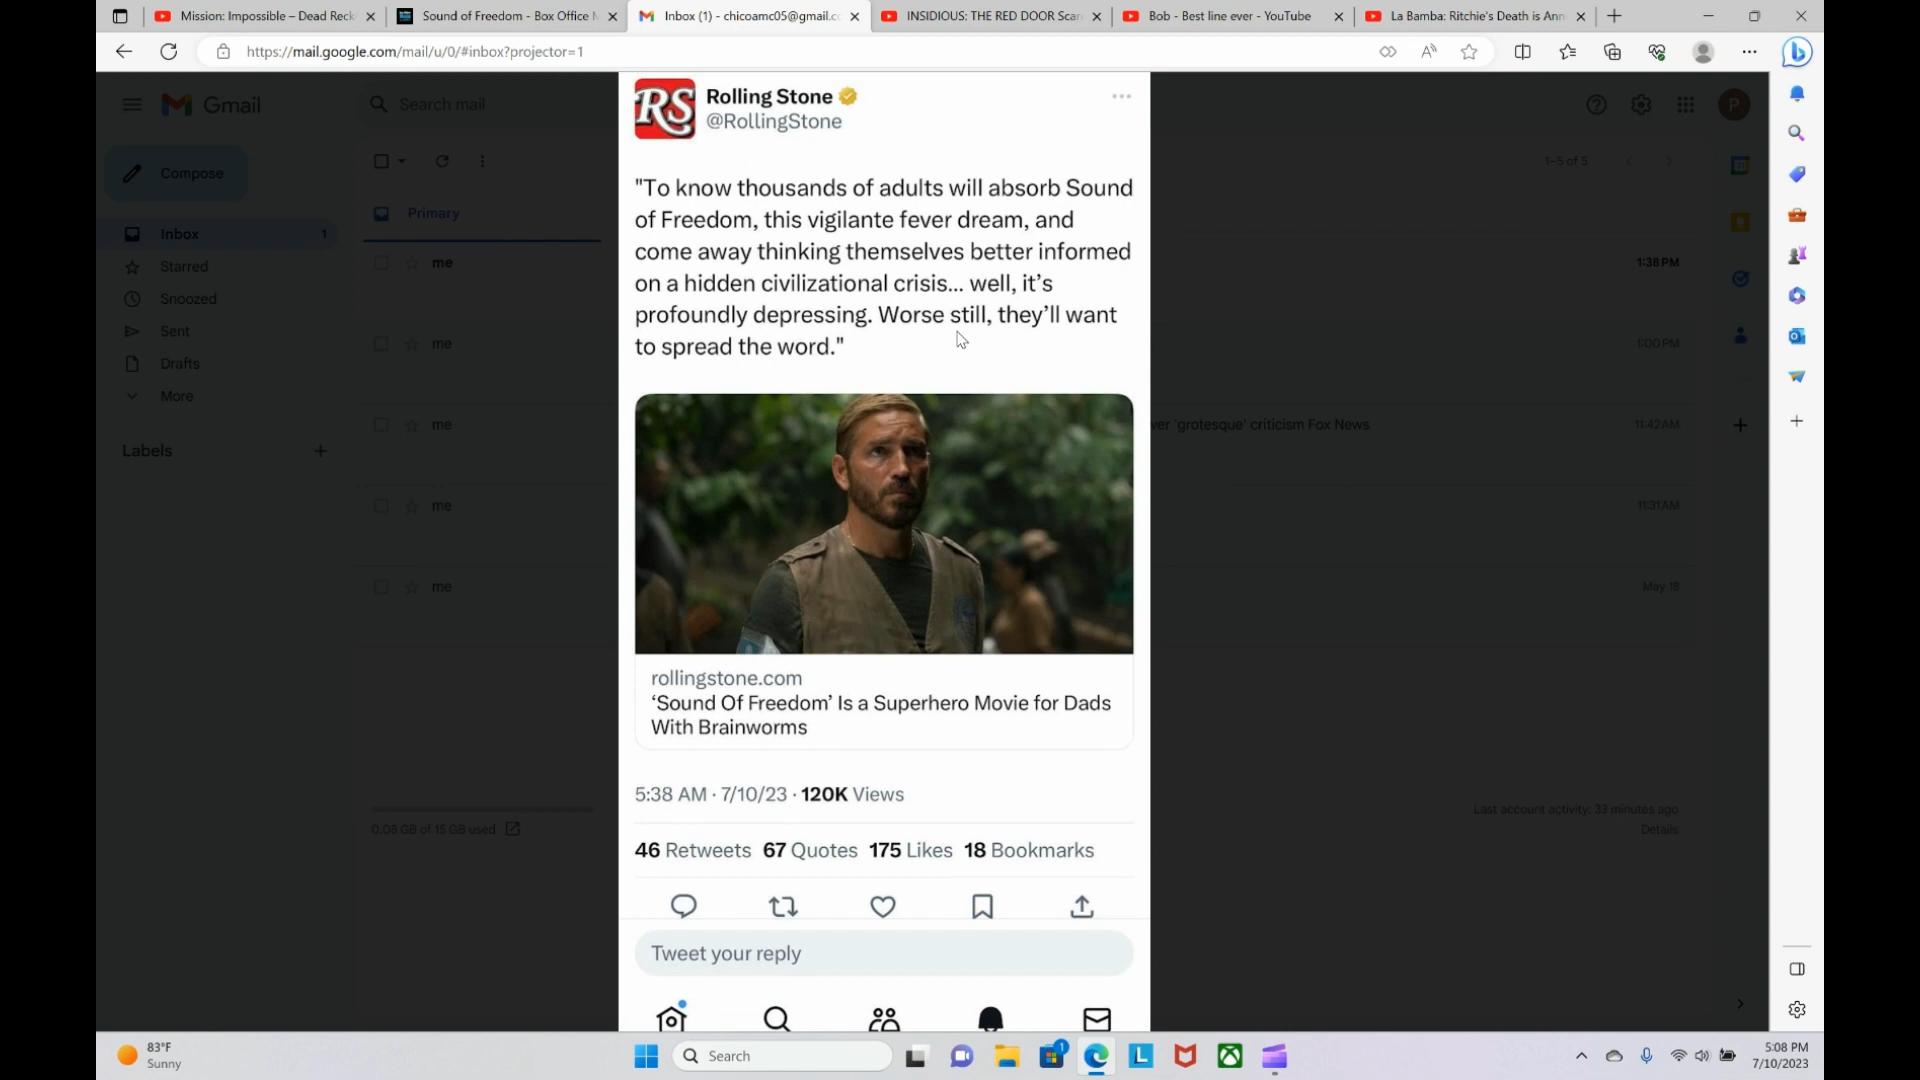 Mission: Impossible – Dead Reck
Sound of Freedom - Box Office M
Inbox (1) - chicoamc05@gmail.c
INSIDIOUS: THE RED DOOR Scar
Bob - Best line ever - YouTube
La Bamba: Ritchie's Death is Ann
https://mail.google.com/mail/u/0/#inbox?projector=1
Gmail
Search mail
P
Compose
1–5 of 5
Primary
Inbox 1
Starred
Snoozed
Sent
Drafts
More
Labels
me 1:38 PM
me 1:00 PM
me ver 'grotesque' criticism Fox News 11:42 AM
me 11:31 AM
me May 18
0.08 GB of 15 GB used
Last account activity: 33 minutes ago
Details
RS
Rolling Stone
@RollingStone
"To know thousands of adults will absorb Sound
of Freedom, this vigilante fever dream, and
come away thinking themselves better informed
on a hidden civilizational crisis... well, it's
profoundly depressing. Worse still, they'll want
to spread the word."
rollingstone.com
‘Sound Of Freedom’ Is a Superhero Movie for Dads
With Brainworms
5:38 AM · 7/10/23 · 120K Views
46 Retweets 67 Quotes 175 Likes 18 Bookmarks
Tweet your reply
83°F
Sunny
Search
1
L
5:08 PM
7/10/2023